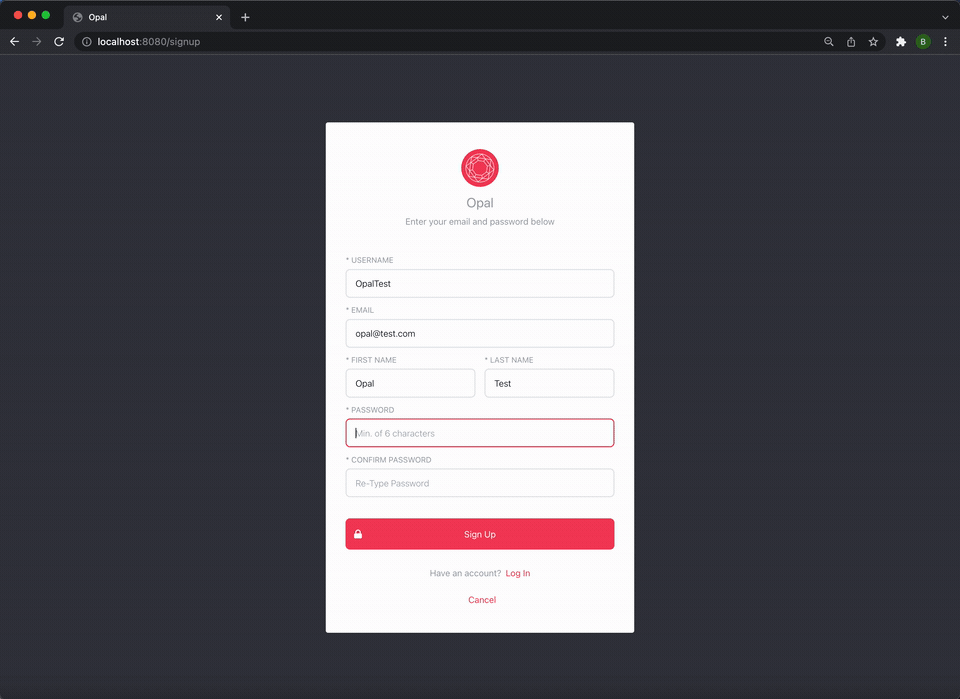 Opal
localhost:8080/signup
B
Opal
Enter your email and password below
* USERNAME
OpalTest
* EMAIL
opal@test.com
* FIRST NAME * LAST NAME
Opal Test
* PASSWORD
Min. of 6 characters
* CONFIRM PASSWORD
Re-Type Password
Sign Up
Have an account? Log In
Cancel